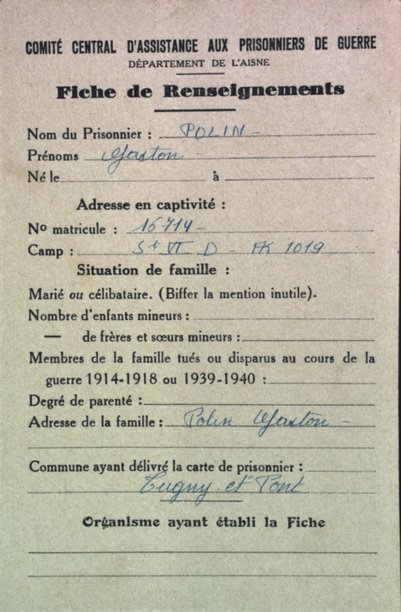 COMITÉ CENTRAL D'ASSISTANCE AUX PRISONNIERS DE GUERRE
DÉPARTEMENT DE L'AISNE
Fiche de Renseignements
Nom du Prisonnier : POLIN -
Prénoms Gaston -
Né le à
Adresse en captivité :
No matricule : 16714 -
Camp : St VI D - AK 1019
Situation de famille :
Marié ou célibataire. (Biffer la mention inutile).
Nombre d'enfants mineurs :
— de frères et sœurs mineurs :
Membres de la famille tués ou disparus au cours de la
guerre 1914-1918 ou 1939-1940 :
Degré de parenté :
Adresse de la famille : Polin Gaston -
Commune ayant délivré la carte de prisonnier :
Tugny et Pont
Organisme ayant établi la Fiche